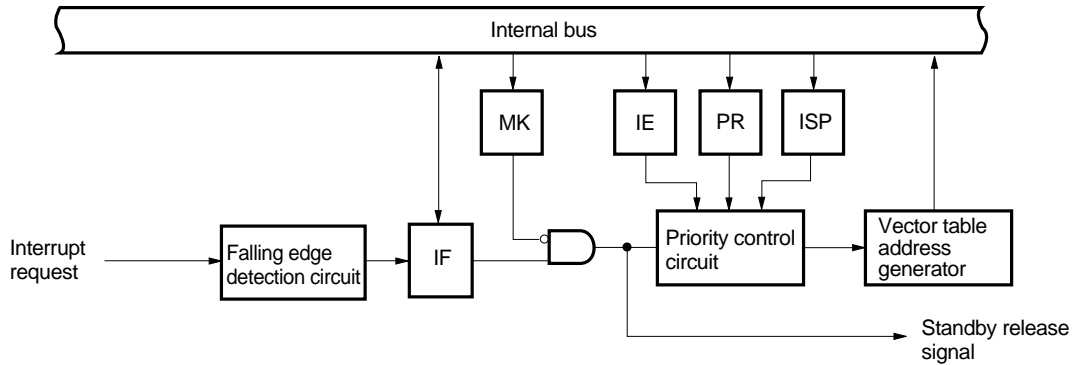 Internal bus
MK
IE
PR
ISP
Interrupt
request
Falling edge
detection circuit
IF
Priority control
circuit
Vector table
address
generator
Standby release
signal